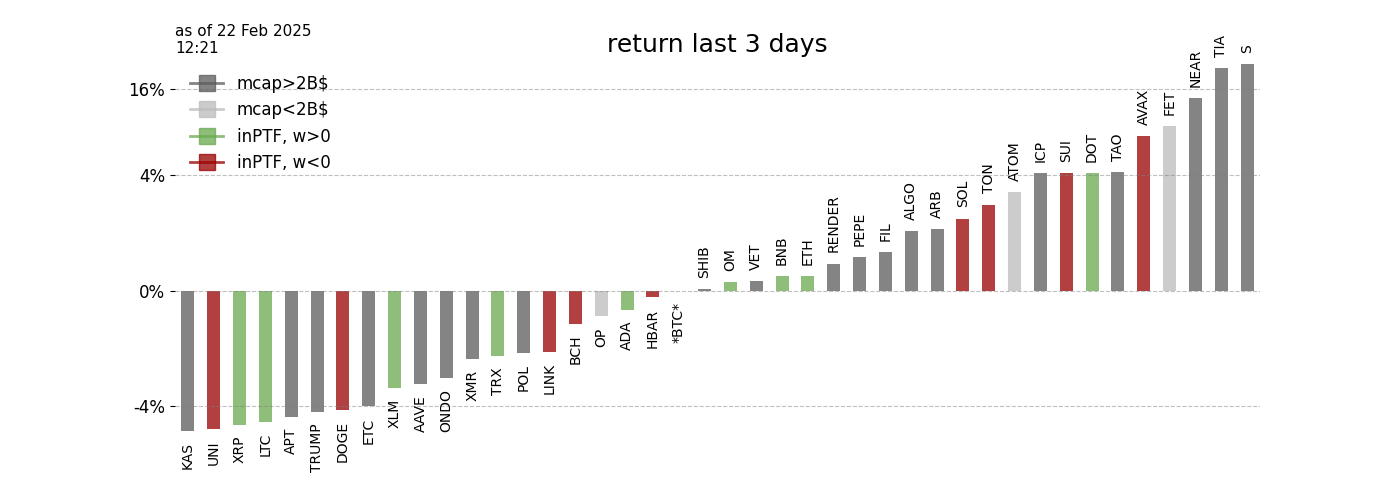 as of 22 Feb 2025
12:21
return last 3 days
mcap>2B$
mcap<2B$
inPTF, w>0
inPTF, w<0
16%
4%
0%
-4%
KAS
UNI
XRP
LTC
APT
TRUMP
DOGE
ETC
XLM
AAVE
ONDO
XMR
TRX
POL
LINK
BCH
OP
ADA
HBAR
*BTC*
SHIB
OM
VET
BNB
ETH
RENDER
PEPE
FIL
ALGO
ARB
SOL
TON
ATOM
ICP
SUI
DOT
TAO
AVAX
FET
NEAR
TIA
S